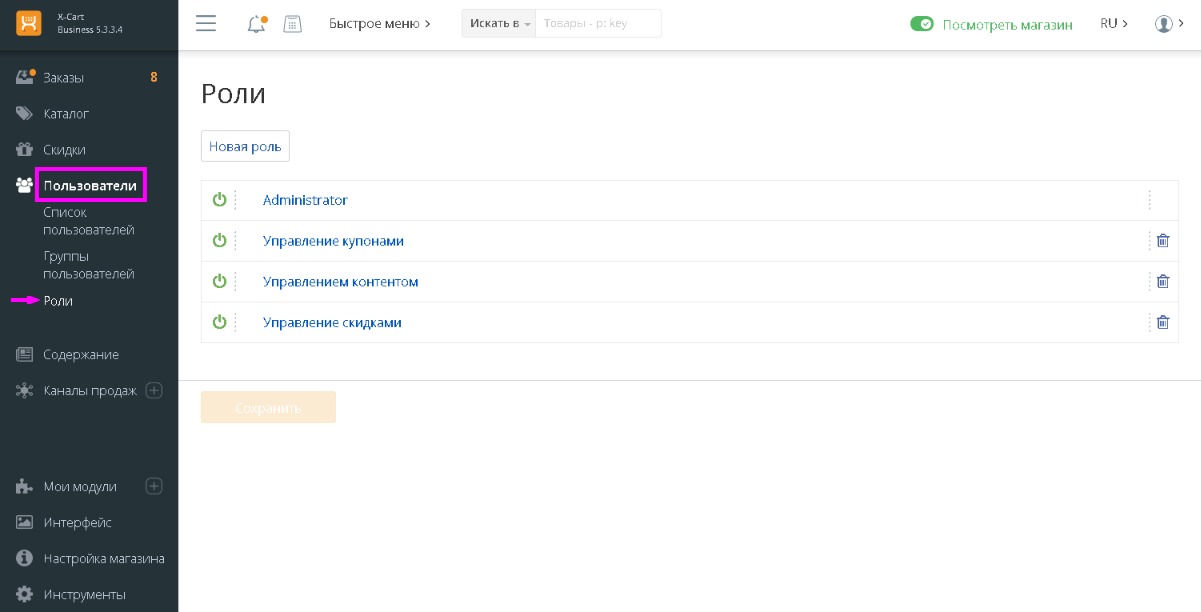 X-Cart
Business 5.3.3.4
Быстрое меню
Искать в
Товары - p: key
Посмотреть магазин
RU
Заказы
8
Каталог
Скидки
Пользователи
Список
пользователей
Группы
пользователей
Роли
Содержание
Каналы продаж
Мои модули
Интерфейс
Настройка магазина
Инструменты
Роли
Новая роль
Administrator
Управление купонами
Управлением контентом
Управление скидками
Сохранить